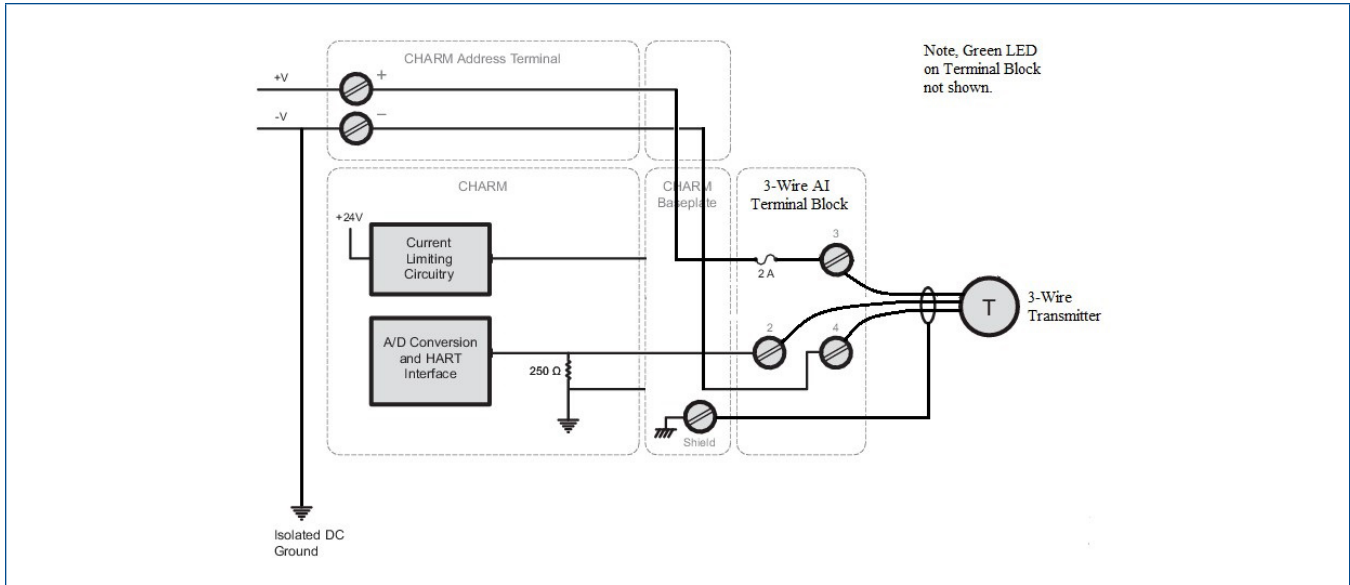 CHARM Address Terminal
Note, Green LED
on Terminal Block
not shown.
+V
+
-V
–
CHARM
CHARM
Baseplate
3-Wire AI
Terminal Block
+24V
Current
Limiting
Circuitry
3
2 A
T
3-Wire
Transmitter
A/D Conversion
and HART
Interface
250 Ω
2
4
Shield
Isolated DC
Ground